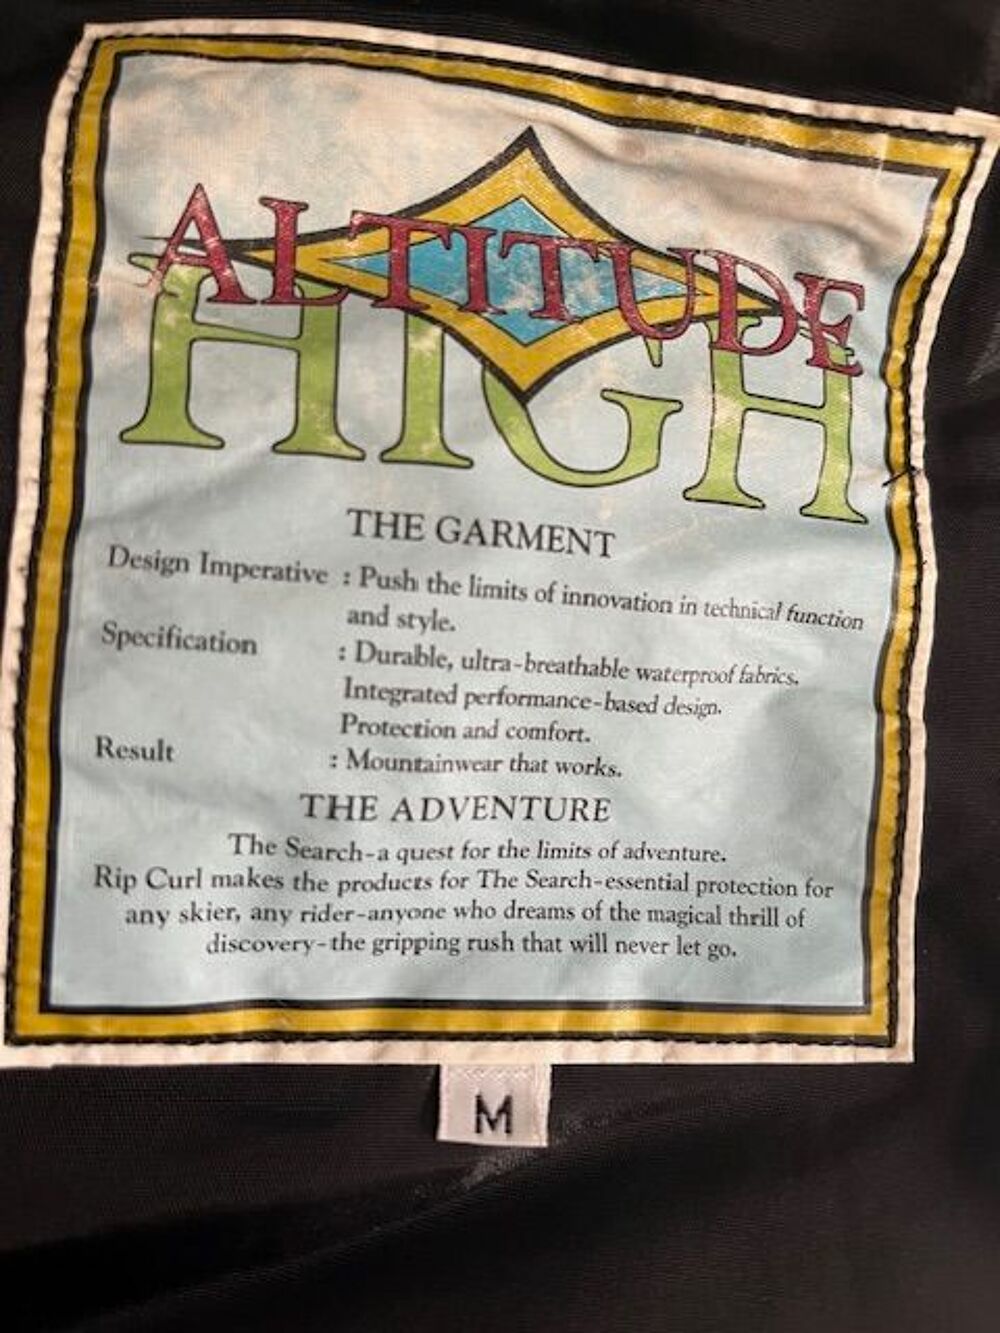 ALTITUDE
HIGH
THE GARMENT
Design Imperative : Push the limits of innovation in technical function
and style.
Specification : Durable, ultra-breathable waterproof fabrics.
Integrated performance-based design.
Protection and comfort.
Result : Mountainwear that works.
THE ADVENTURE
The Search-a quest for the limits of adventure.
Rip Curl makes the products for The Search-essential protection for
any skier, any rider-anyone who dreams of the magical thrill of
discovery-the gripping rush that will never let go.
M